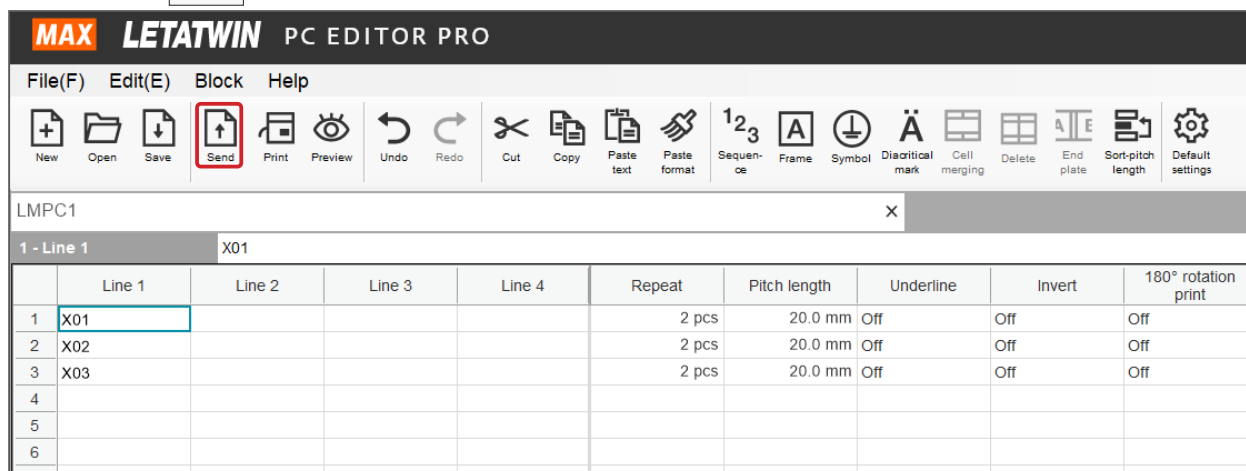 MAX LETATWIN PC EDITOR PRO
File(F) Edit(E) Block Help
New Open Save Send Print Preview Undo Redo Cut Copy Paste text Paste format Sequen-ce Frame Symbol Diacritical mark Cell merging Delete End plate Sort-pitch length Default settings
LMPC1
1 - Line 1 X01
Line 1 Line 2 Line 3 Line 4 Repeat Pitch length Underline Invert 180° rotation print
1 X01 2 pcs 20.0 mm Off Off Off
2 X02 2 pcs 20.0 mm Off Off Off
3 X03 2 pcs 20.0 mm Off Off Off
4
5
6